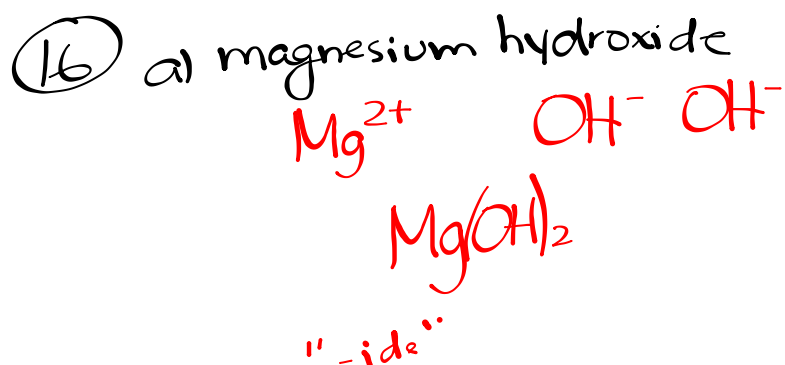 16 a) magnesium hydroxide
Mg²⁺ OH⁻ OH⁻
Mg(OH)₂
"-ide"